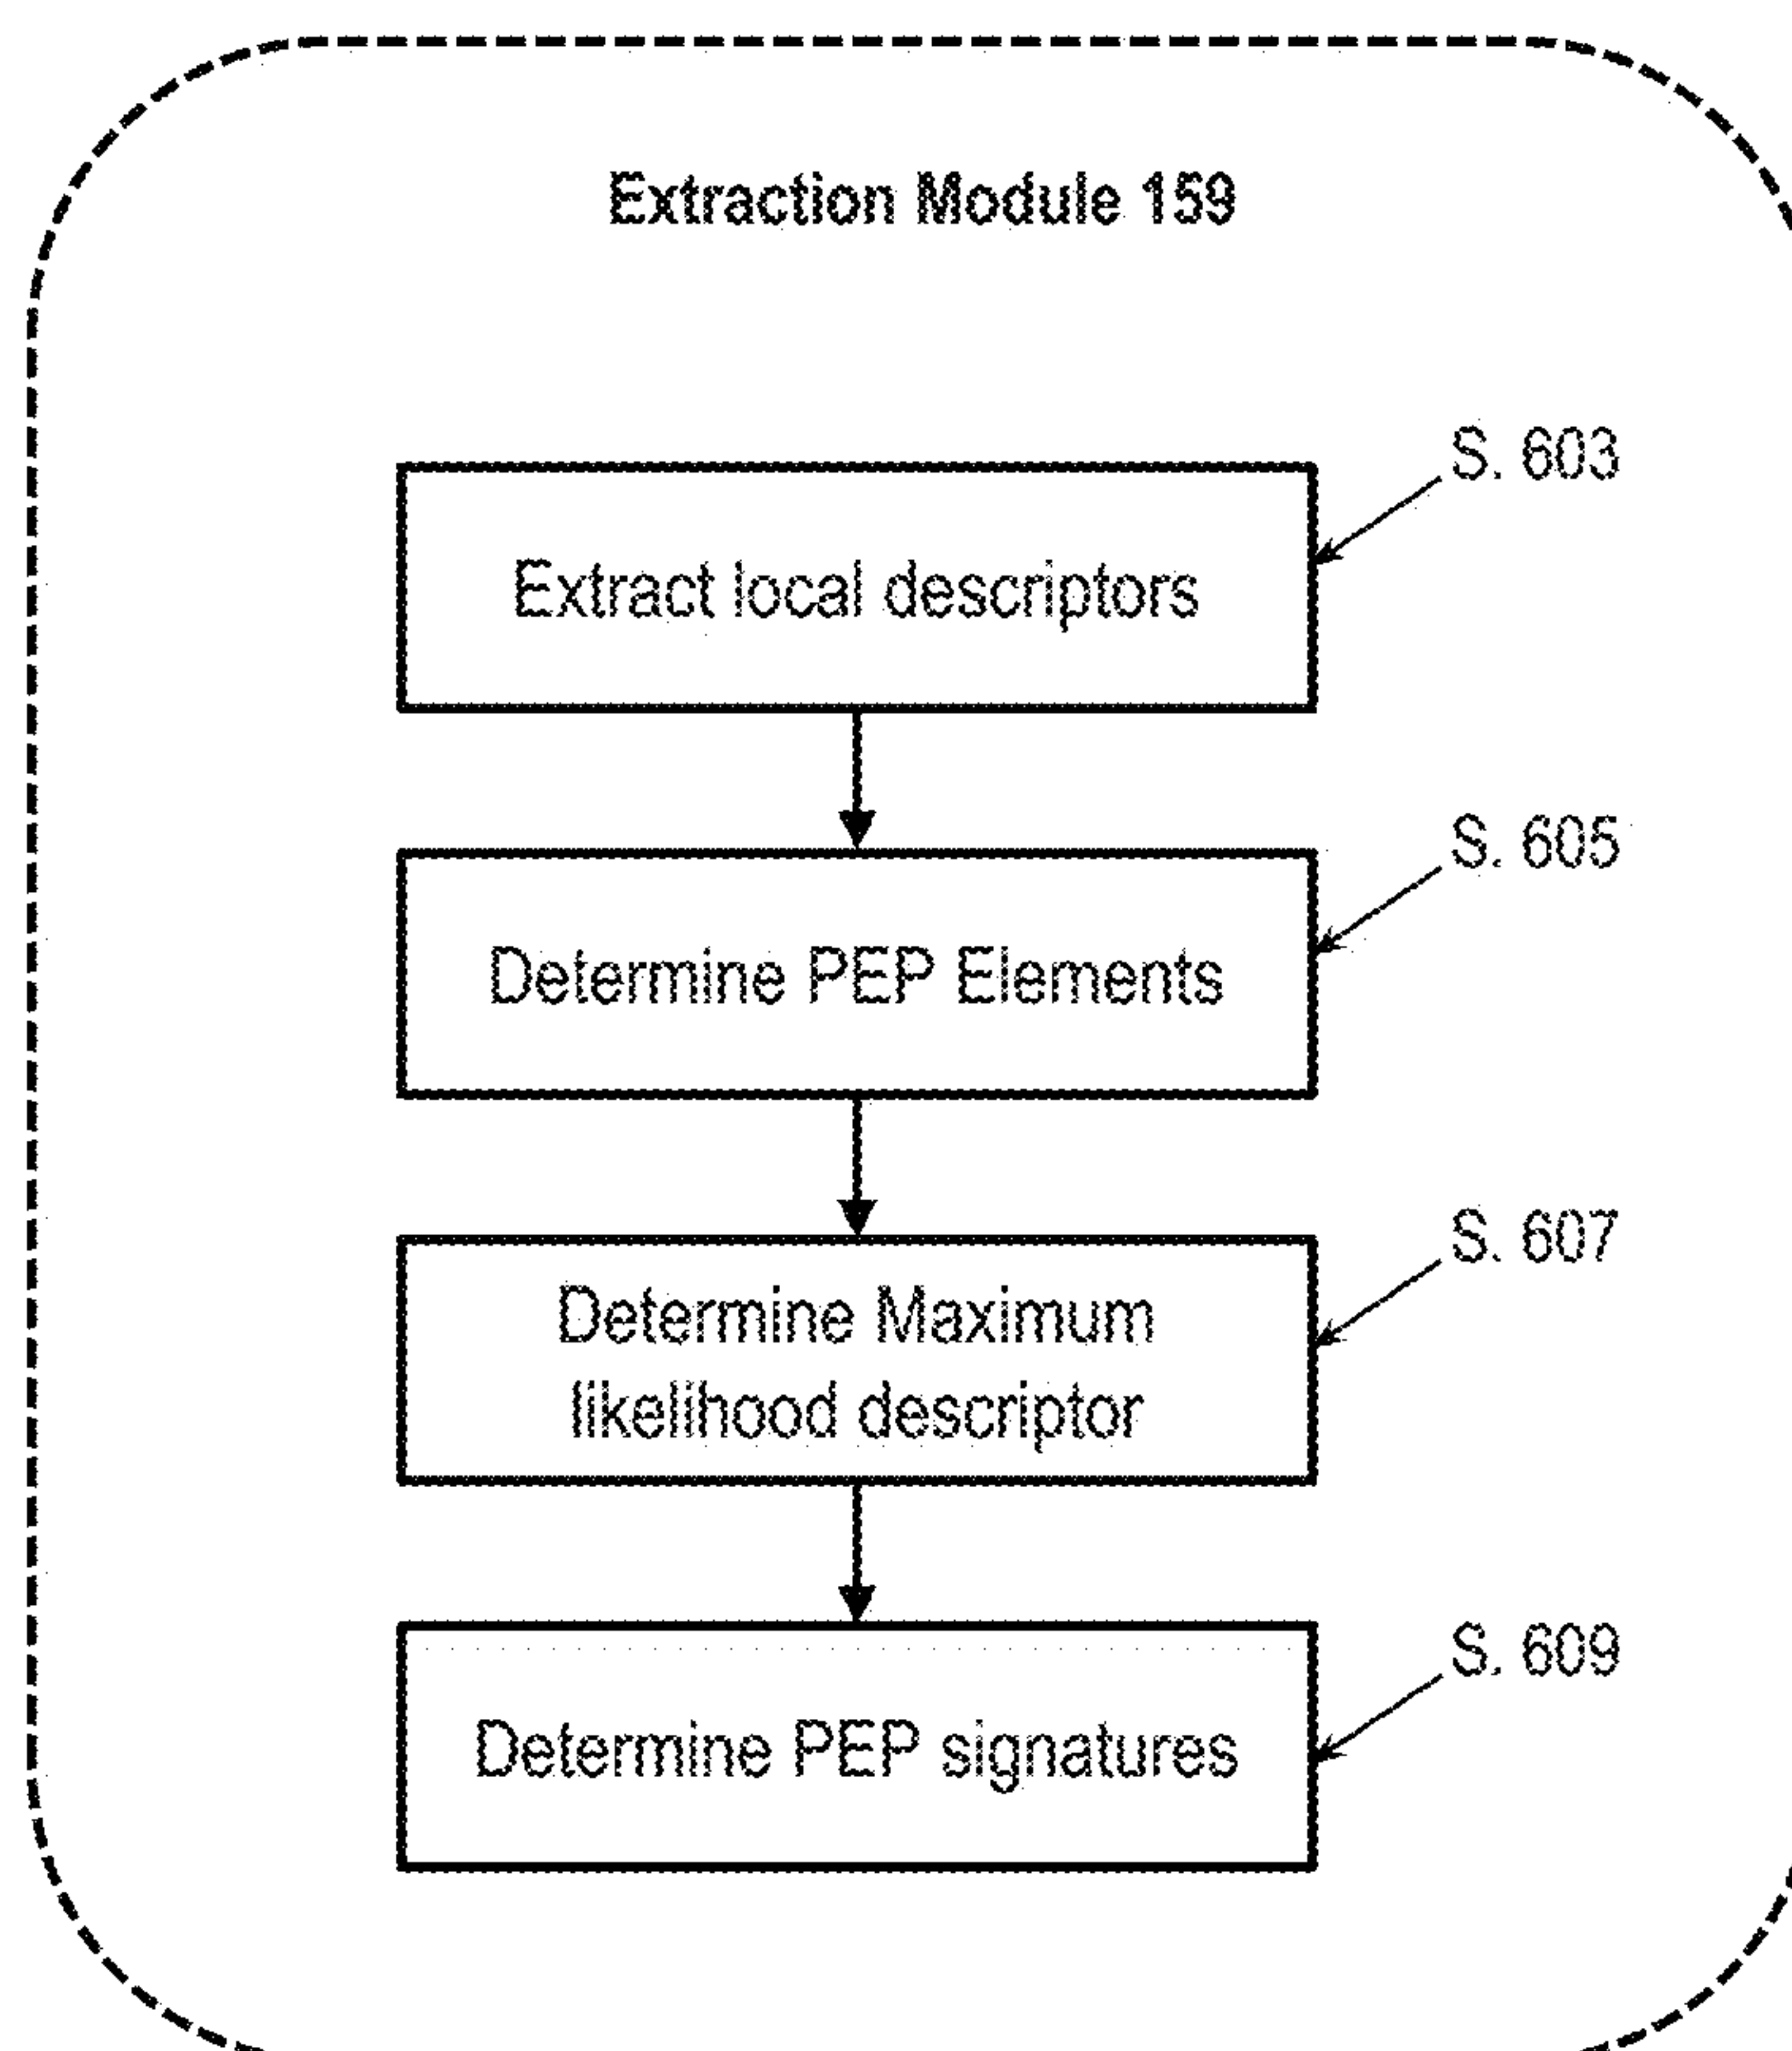 Extraction Module 159
S. 603
Extract local descriptors
S. 605
Determine PEP Elements
S. 607
Determine Maximum
likelihood descriptor
S. 609
Determine PEP signatures